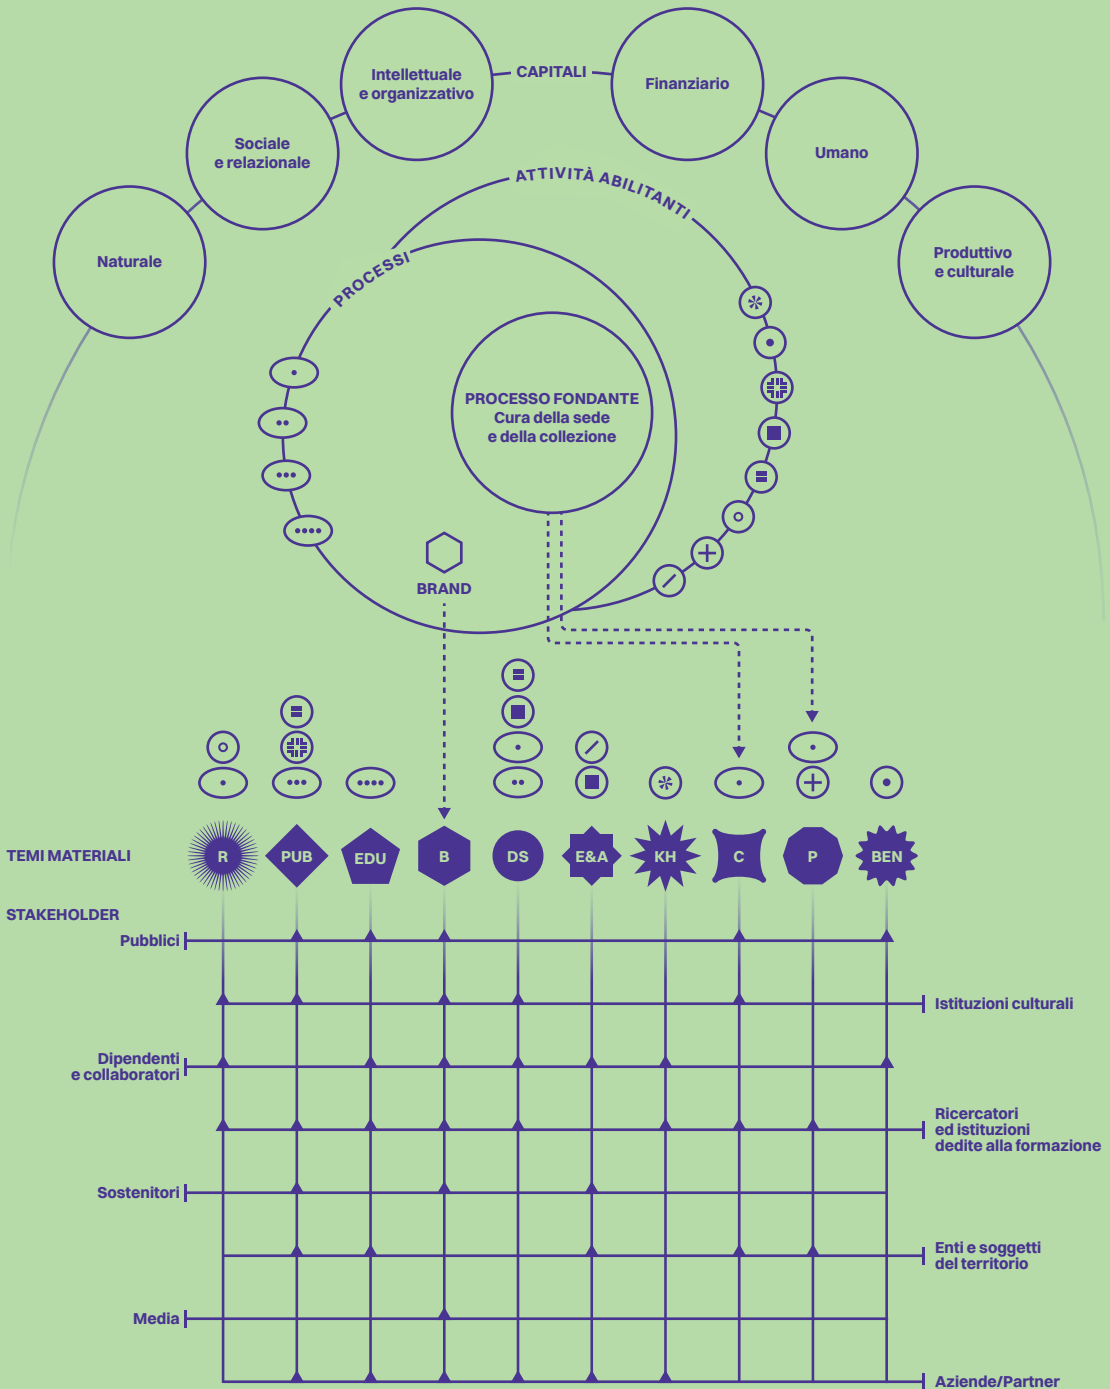 CAPITALI
Intellettuale
e organizzativo
Finanziario
Sociale
e relazionale
Umano
Naturale
Produttivo
e culturale
ATTIVITÀ ABILITANTI
PROCESSI
PROCESSO FONDANTE
Cura della sede
e della collezione
BRAND
TEMI MATERIALI
R
PUB
EDU
B
DS
E&A
KH
C
P
BEN
STAKEHOLDER
Pubblici
Istituzioni culturali
Dipendenti
e collaboratori
Ricercatori
ed istituzioni
dedite alla formazione
Sostenitori
Enti e soggetti
del territorio
Media
Aziende/Partner